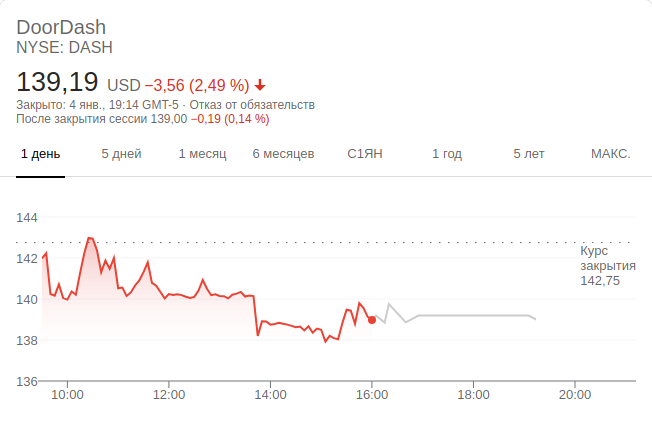 DoorDash
NYSE: DASH
139,19 USD −3,56 (2,49 %)
Закрыто: 4 янв., 19:14 GMT-5 · Отказ от обязательств
После закрытия сессии 139,00 −0,19 (0,14 %)
1 день 5 дней 1 месяц 6 месяцев С1ЯН 1 год 5 лет МАКС.
144
142
140
138
136
Курс
закрытия
142,75
10:00 12:00 14:00 16:00 18:00 20:00